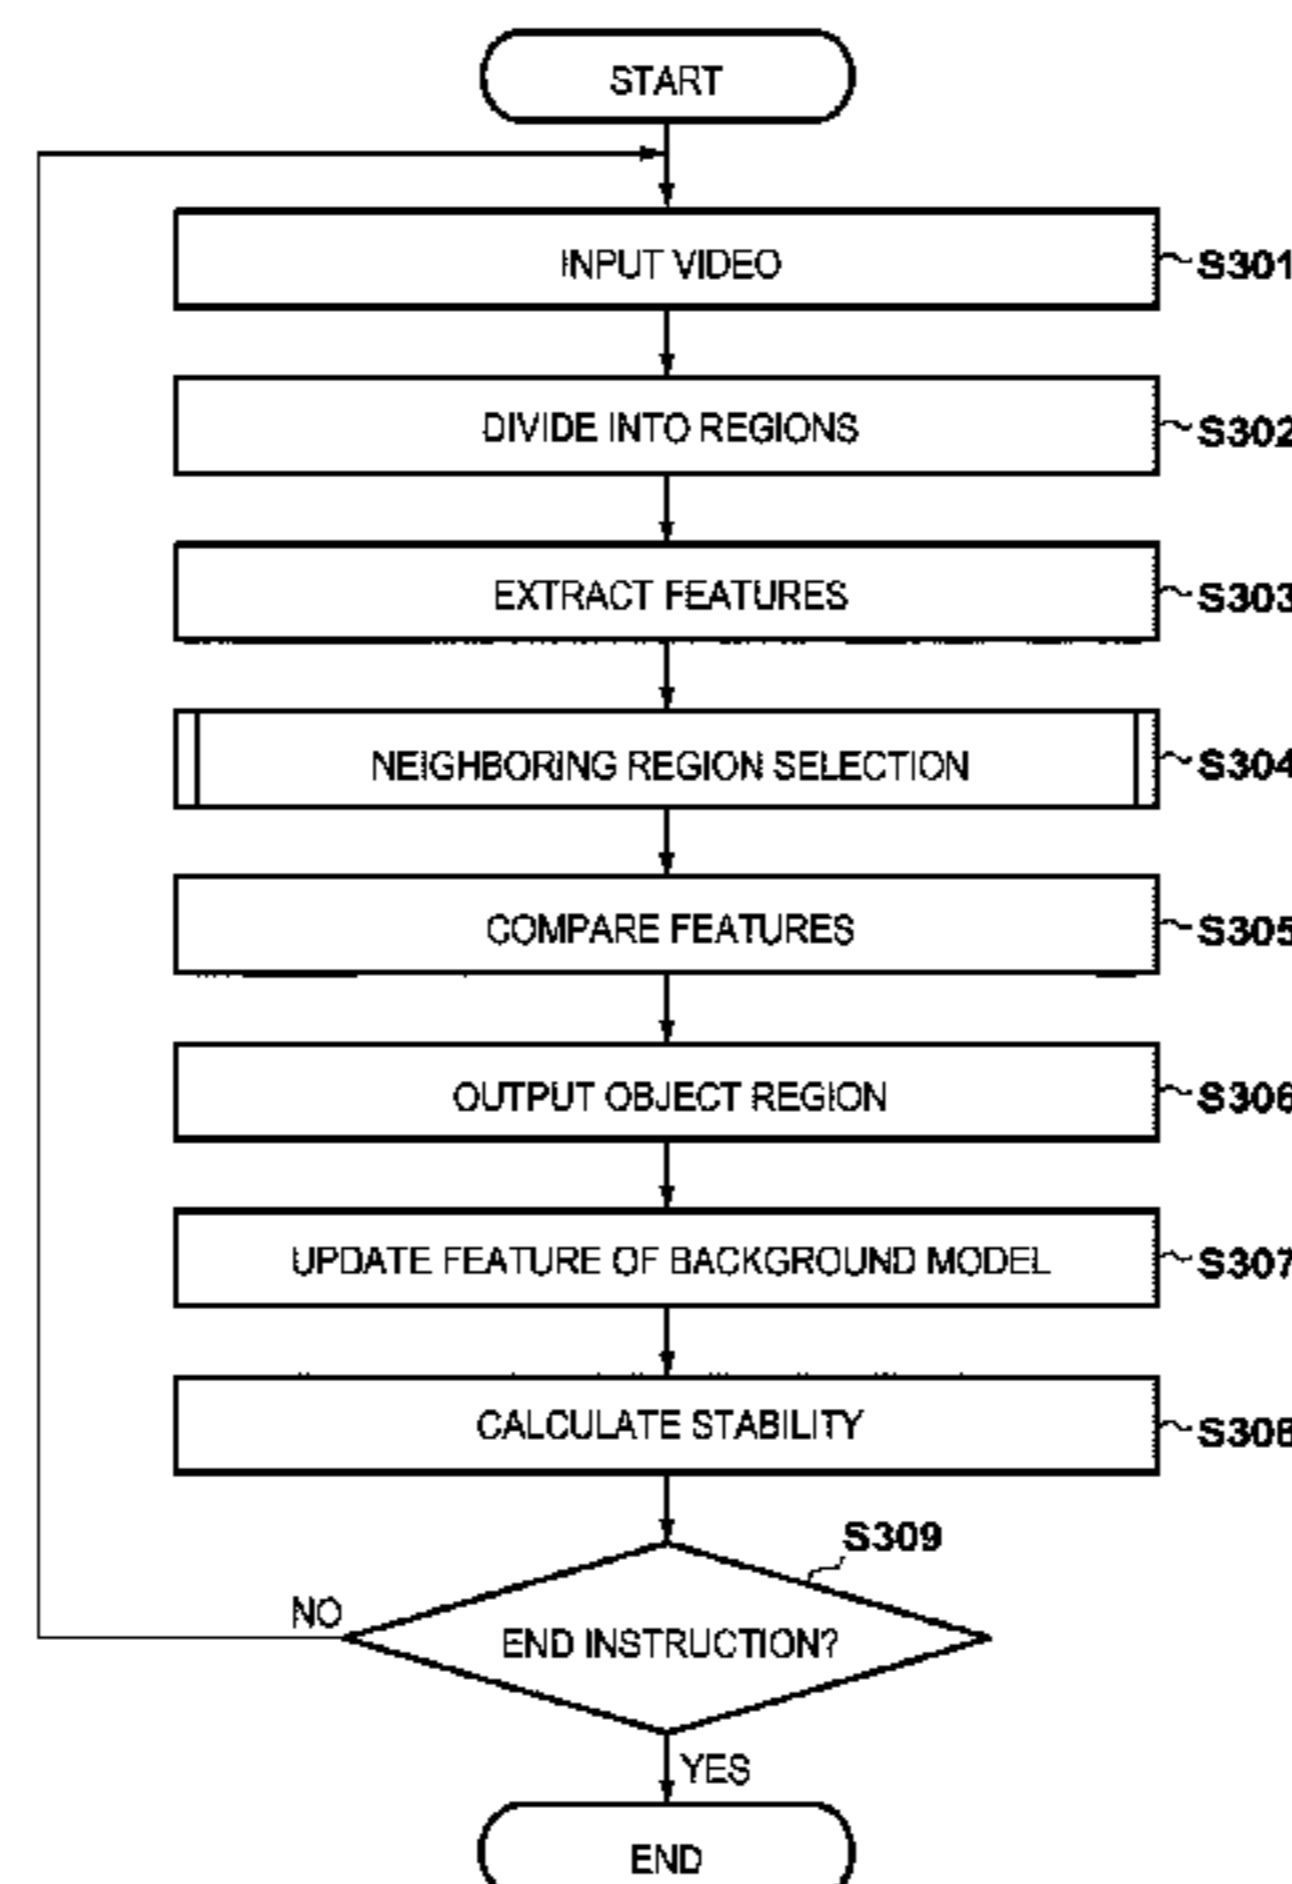 START
INPUT VIDEO
S301
DIVIDE INTO REGIONS
S302
EXTRACT FEATURES
S303
NEIGHBORING REGION SELECTION
S304
COMPARE FEATURES
S305
OUTPUT OBJECT REGION
S306
UPDATE FEATURE OF BACKGROUND MODEL
S307
CALCULATE STABILITY
S308
S309
NO
END INSTRUCTION?
YES
END